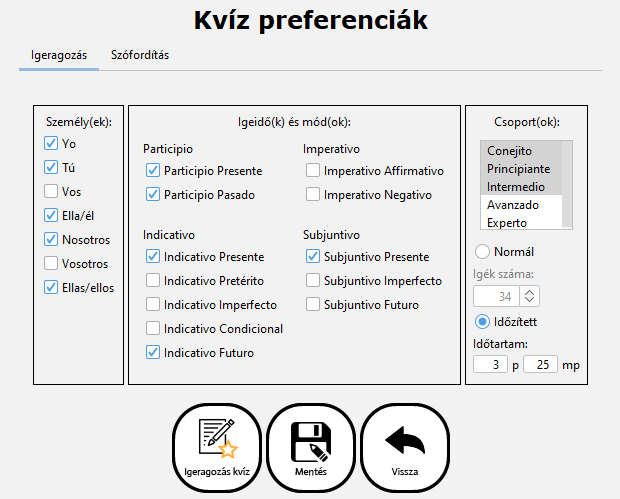 Kvíz preferenciák
Igeragozás
Szófordítás
Személy(ek):
Yo
Tú
Vos
Ella/él
Nosotros
Vosotros
Ellas/ellos
Igeidő(k) és mód(ok):
Participio
Participio Presente
Participio Pasado
Imperativo
Imperativo Affirmativo
Imperativo Negativo
Indicativo
Indicativo Presente
Indicativo Pretérito
Indicativo Imperfecto
Indicativo Condicional
Indicativo Futuro
Subjuntivo
Subjuntivo Presente
Subjuntivo Imperfecto
Subjuntivo Futuro
Csoport(ok):
Conejito
Principiante
Intermedio
Avanzado
Experto
Normál
Igék száma:
34
Időzített
Időtartam:
3 p 25 mp
Igeragozás kvíz
Mentés
Vissza